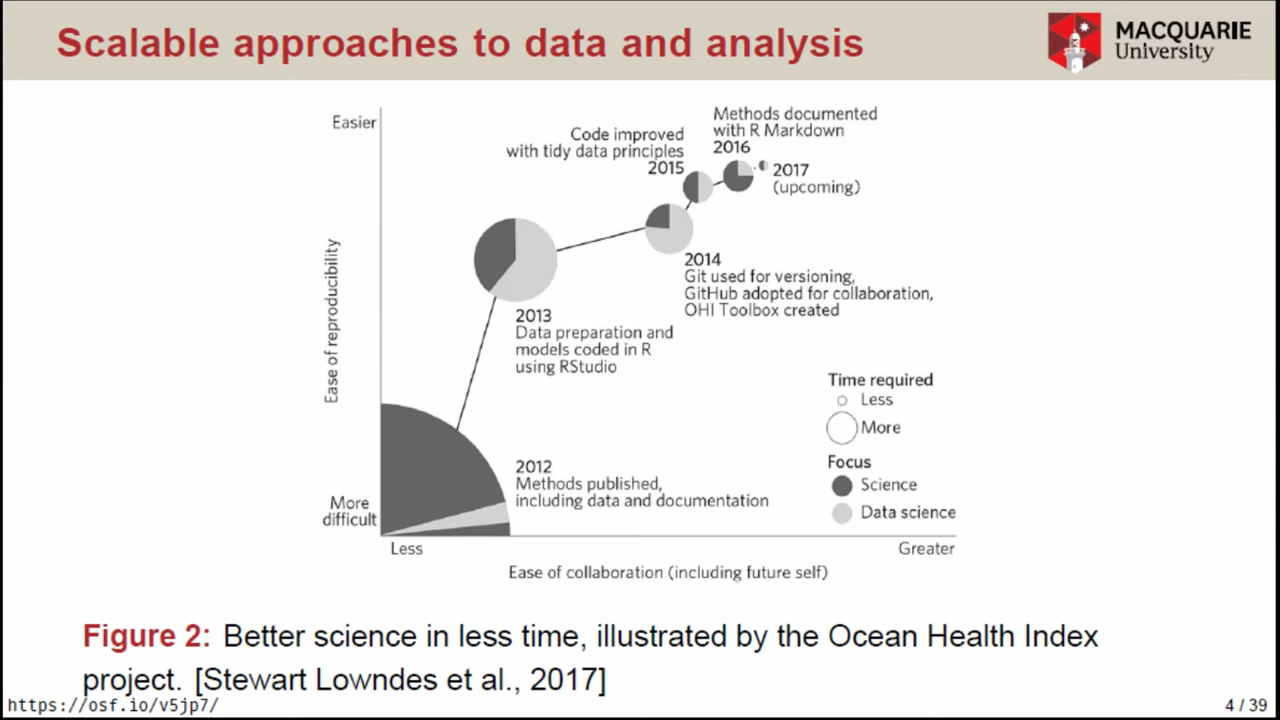 Scalable approaches to data and analysis
MACQUARIE
University
Easier
Code improved
with tidy data principles
2015
Methods documented
with R Markdown
2016
2017
(upcoming)
Ease of reproducibility
2014
Git used for versioning,
GitHub adopted for collaboration,
OHI Toolbox created
2013
Data preparation and
models coded in R
using RStudio
Time required
Less
More
Focus
Science
Data science
2012
Methods published,
including data and documentation
More
difficult
Less
Greater
Ease of collaboration (including future self)
Figure 2: Better science in less time, illustrated by the Ocean Health Index
project. [Stewart Lowndes et al., 2017]
https://osf.io/v5jp7/
4 / 39